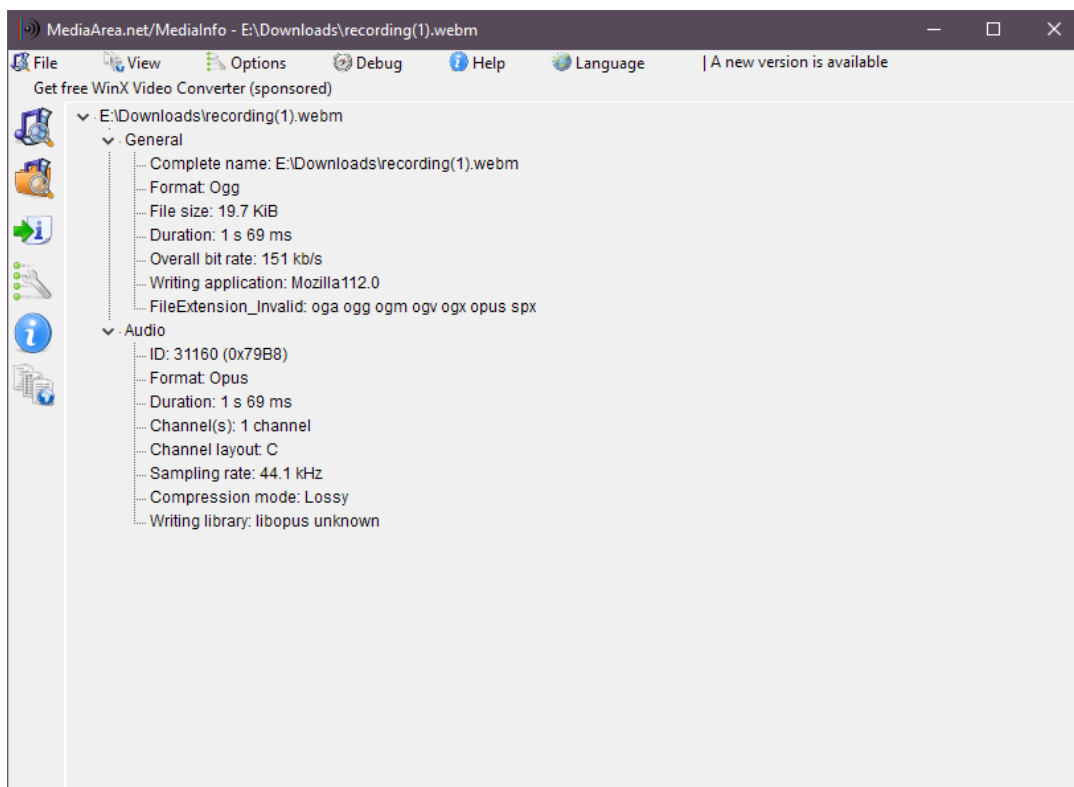 MediaArea.net/MediaInfo - E:\Downloads\recording(1).webm
File View Options Debug Help Language | A new version is available
Get free WinX Video Converter (sponsored)
E:\Downloads\recording(1).webm
General
Complete name: E:\Downloads\recording(1).webm
Format: Ogg
File size: 19.7 KiB
Duration: 1 s 69 ms
Overall bit rate: 151 kb/s
Writing application: Mozilla112.0
FileExtension_Invalid: oga ogg ogm ogv ogx opus spx
Audio
ID: 31160 (0x79B8)
Format: Opus
Duration: 1 s 69 ms
Channel(s): 1 channel
Channel layout: C
Sampling rate: 44.1 kHz
Compression mode: Lossy
Writing library: libopus unknown